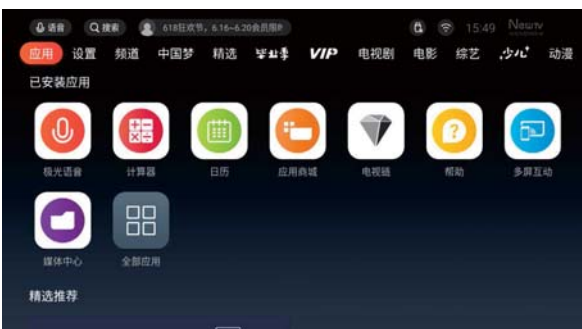 语音 搜索 618狂欢节，6.16~6.20会员限时 15:49 Newtv
应用 设置 频道 中国梦 精选 毕业季 VIP 电视剧 电影 综艺 少儿+ 动漫
已安装应用
极光语音 计算器 日历 应用商城 电视链 帮助 多屏互动
媒体中心 全部应用
精选推荐